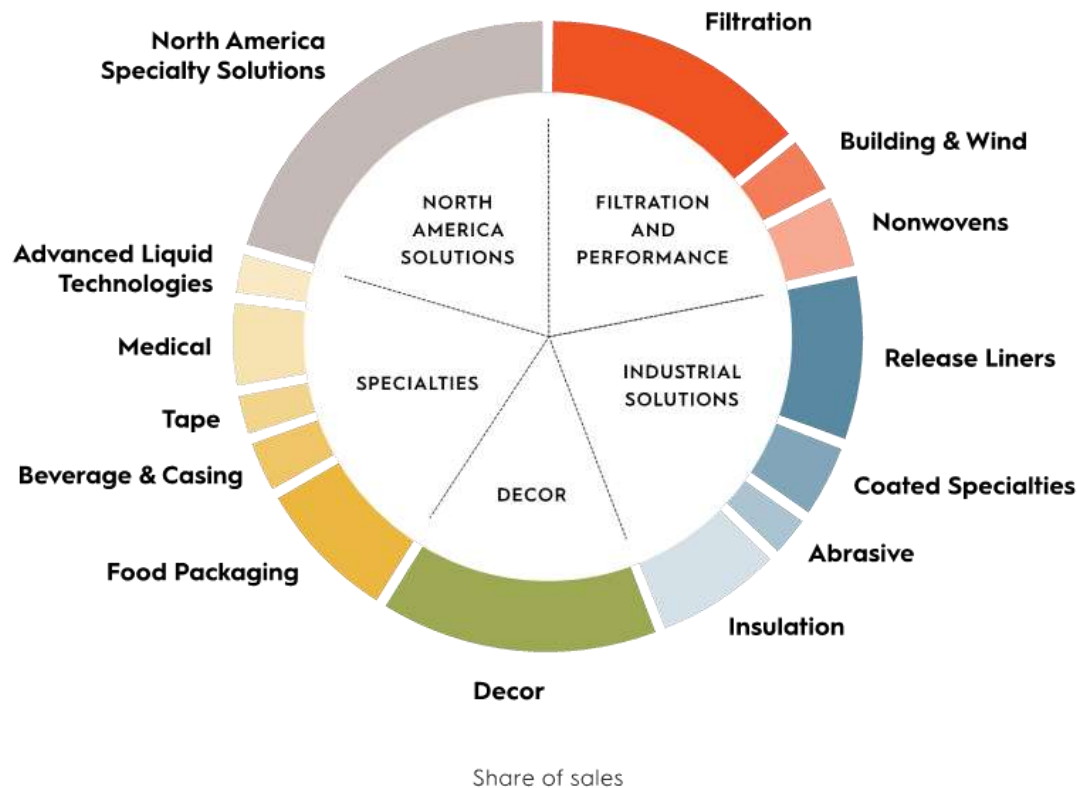 Filtration
Building & Wind
Nonwovens
Release Liners
Coated Specialties
Abrasive
Insulation
Decor
Food Packaging
Beverage & Casing
Tape
Medical
Advanced Liquid
Technologies
North America
Specialty Solutions
NORTH
AMERICA
SOLUTIONS
FILTRATION
AND
PERFORMANCE
INDUSTRIAL
SOLUTIONS
DECOR
SPECIALTIES
Share of sales